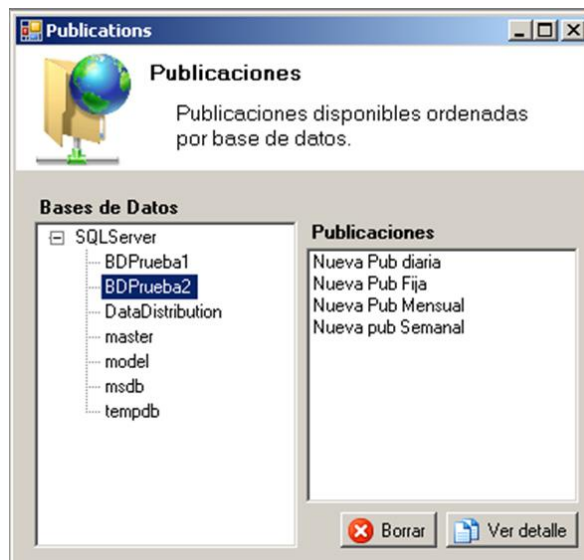 Publications
Publicaciones
Publicaciones disponibles ordenadas
por base de datos.
Bases de Datos
SQLServer
BDPrueba1
BDPrueba2
DataDistribution
master
model
msdb
tempdb
Publicaciones
Nueva Pub diaria
Nueva Pub Fija
Nueva Pub Mensual
Nueva pub Semanal
Borrar
Ver detalle